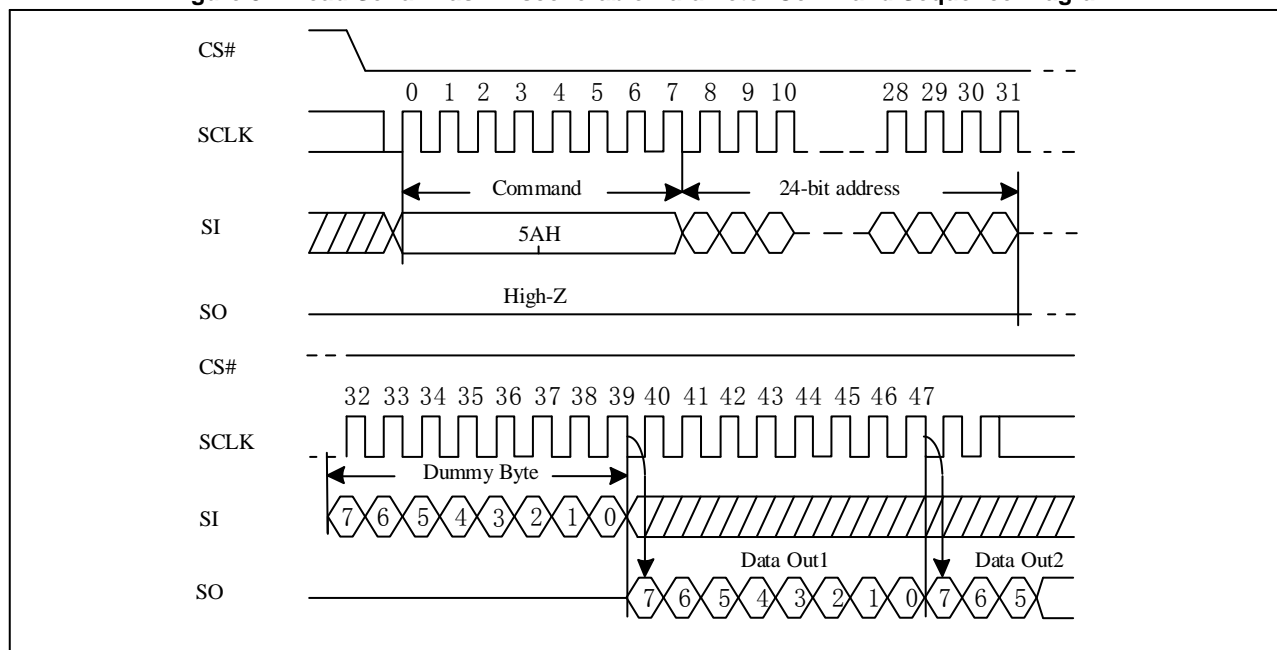 CS#
0 1 2 3 4 5 6 7 8 9 10 28 29 30 31
SCLK
Command 24-bit address
SI
5AH
High-Z
SO
CS#
32 33 34 35 36 37 38 39 40 41 42 43 44 45 46 47
SCLK
Dummy Byte
SI 7 6 5 4 3 2 1 0
Data Out1 Data Out2
SO 7 6 5 4 3 2 1 0 7 6 5